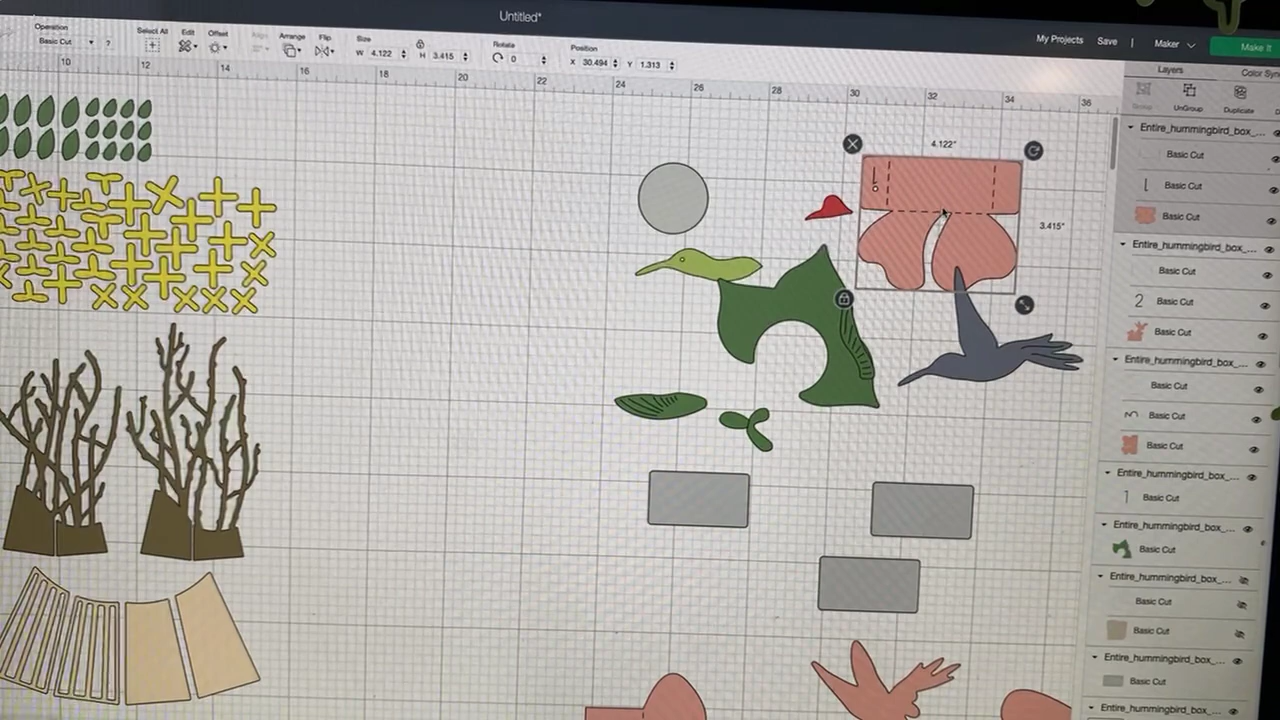 Untitled*
My Projects Save | Maker Make It
Operation
Basic Cut ?
Select All Edit Offset Align Arrange Flip
Size
W 4.122 H 3.415
Rotate
0
Position
X 30.494 Y 1.313
10 12 14 16 18 20 22 24 26 28 30 32 34 36
4.122"
3.415"
Layers Color Syn
Group UnGroup Duplicate
Entire_hummingbird_box_...
Basic Cut
Basic Cut
Basic Cut
Entire_hummingbird_box_...
Basic Cut
2 Basic Cut
Basic Cut
Entire_hummingbird_box_...
Basic Cut
Basic Cut
Basic Cut
Entire_hummingbird_box_...
1 Basic Cut
Entire_hummingbird_box_...
Basic Cut
Entire_hummingbird_box_...
Basic Cut
Basic Cut
Entire_hummingbird_box_...
Basic Cut
Entire_hummingbird_box_...